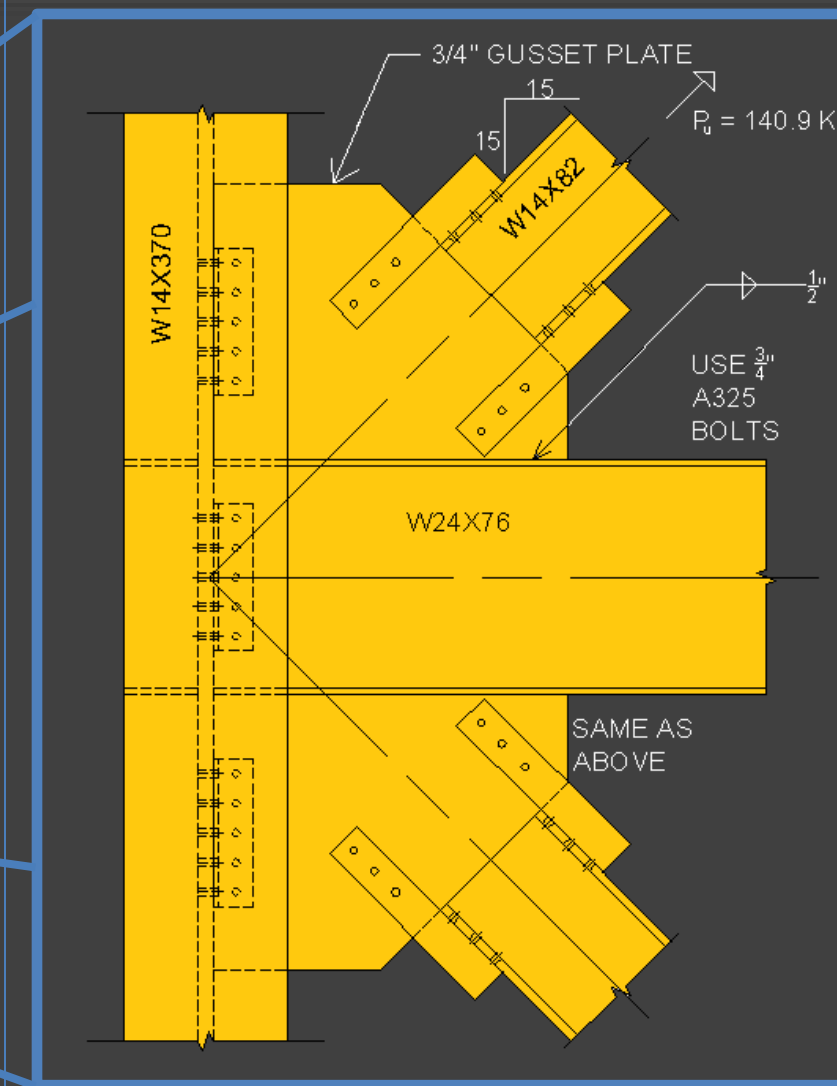 3/4" GUSSET PLATE
15
15
Pu = 140.9 K
W14X82
W14X370
1/2"
USE 3/4"
A325
BOLTS
W24X76
SAME AS
ABOVE